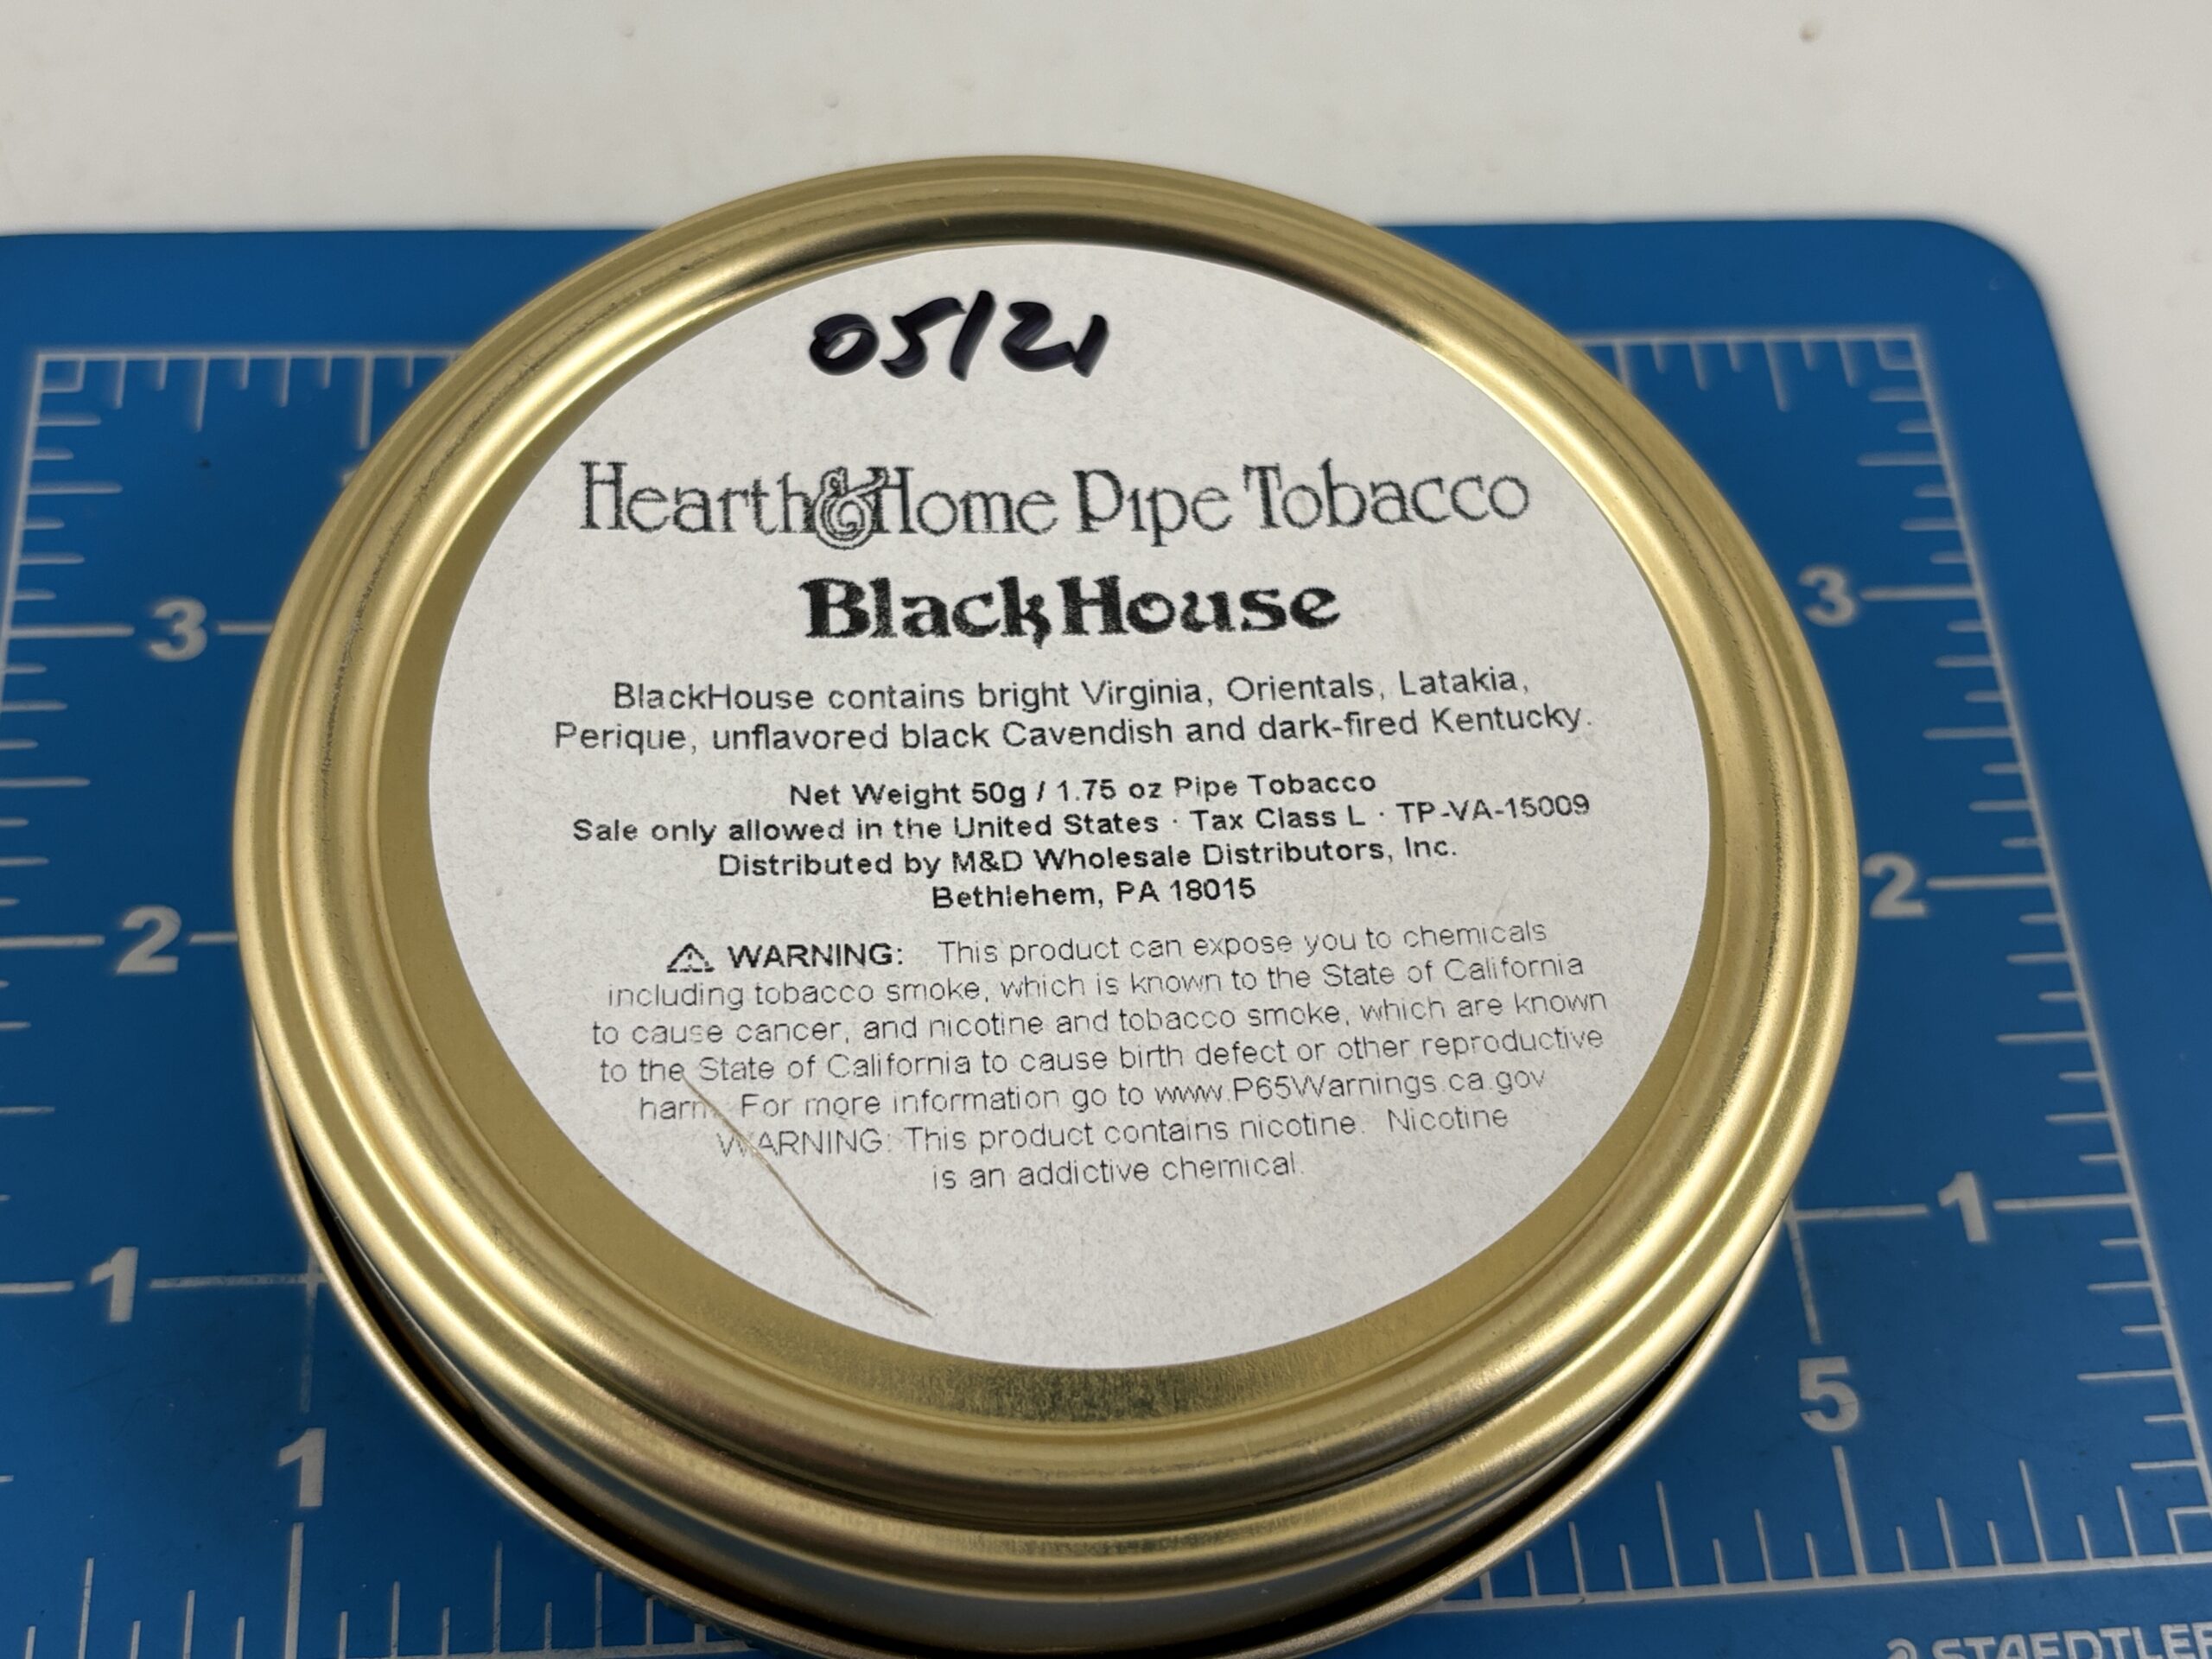 05/21
Hearth & Home Pipe Tobacco
BlackHouse
BlackHouse contains bright Virginia, Orientals, Latakia,
Perique, unflavored black Cavendish and dark-fired Kentucky.
Net Weight 50g / 1.75 oz Pipe Tobacco
Sale only allowed in the United States · Tax Class L · TP-VA-15009
Distributed by M&D Wholesale Distributors, Inc.
Bethlehem, PA 18015
⚠ WARNING: This product can expose you to chemicals
including tobacco smoke, which is known to the State of California
to cause cancer, and nicotine and tobacco smoke, which are known
to the State of California to cause birth defect or other reproductive
harm. For more information go to www.P65Warnings.ca.gov
WARNING: This product contains nicotine. Nicotine
is an addictive chemical.
3
3
2
2
1
1
1
5
STAEDTLER